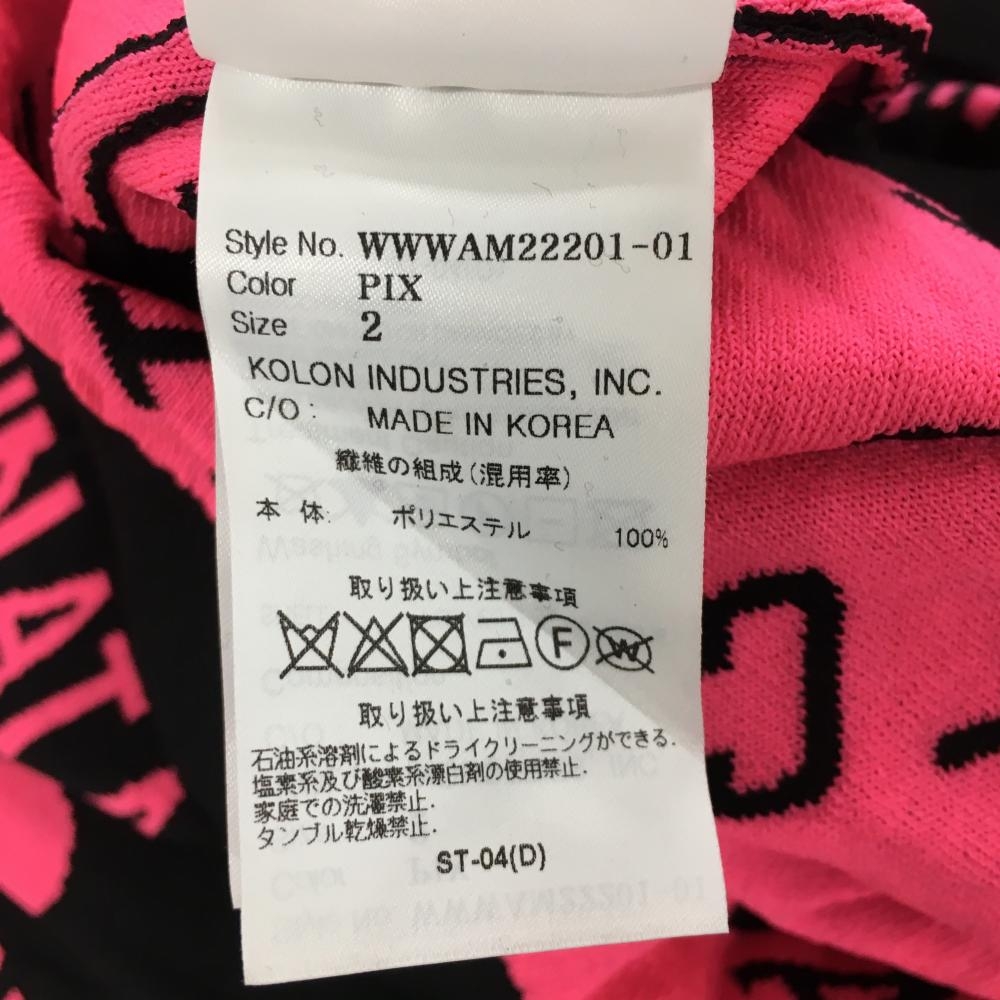 Style No. WWWAM22201-01
Color PIX
Size 2
KOLON INDUSTRIES, INC.
C/O: MADE IN KOREA
繊維の組成(混用率)
本 体: ポリエステル 100%
取り扱い上注意事項
F W
取り扱い上注意事項
石油系溶剤によるドライクリーニングができる.
塩素系及び酸素系漂白剤の使用禁止.
家庭での洗濯禁止.
タンブル乾燥禁止.
ST-04(D)